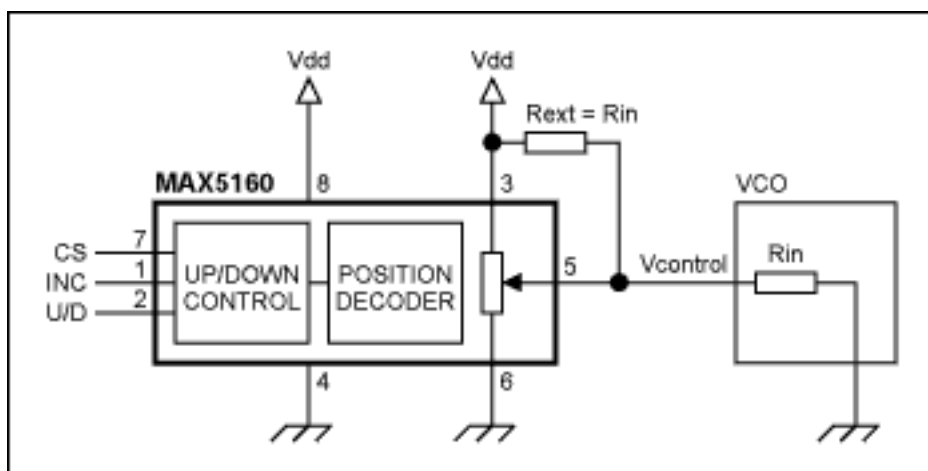 Vdd
Vdd
Rext = Rin
MAX5160
8
3
VCO
CS
7
INC
1
U/D
2
UP/DOWN
CONTROL
POSITION
DECODER
5
Vcontrol
Rin
4
6